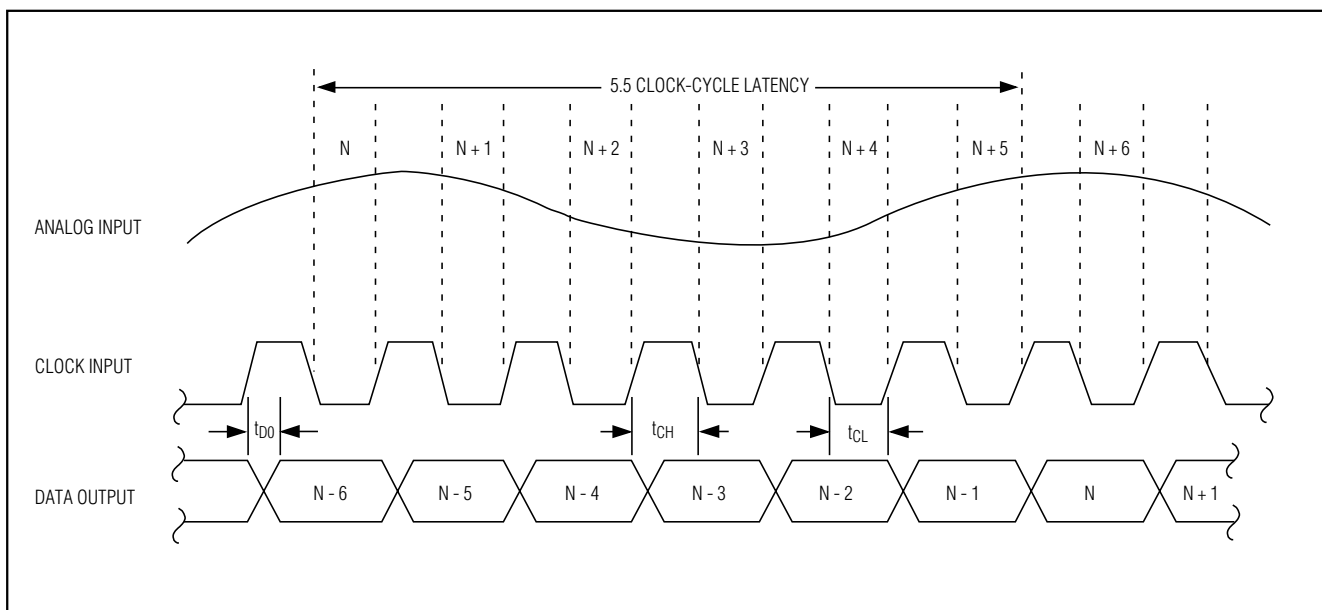 5.5 CLOCK-CYCLE LATENCY
N N + 1 N + 2 N + 3 N + 4 N + 5 N + 6
ANALOG INPUT
CLOCK INPUT
tD0 tCH tCL
DATA OUTPUT N - 6 N - 5 N - 4 N - 3 N - 2 N - 1 N N + 1